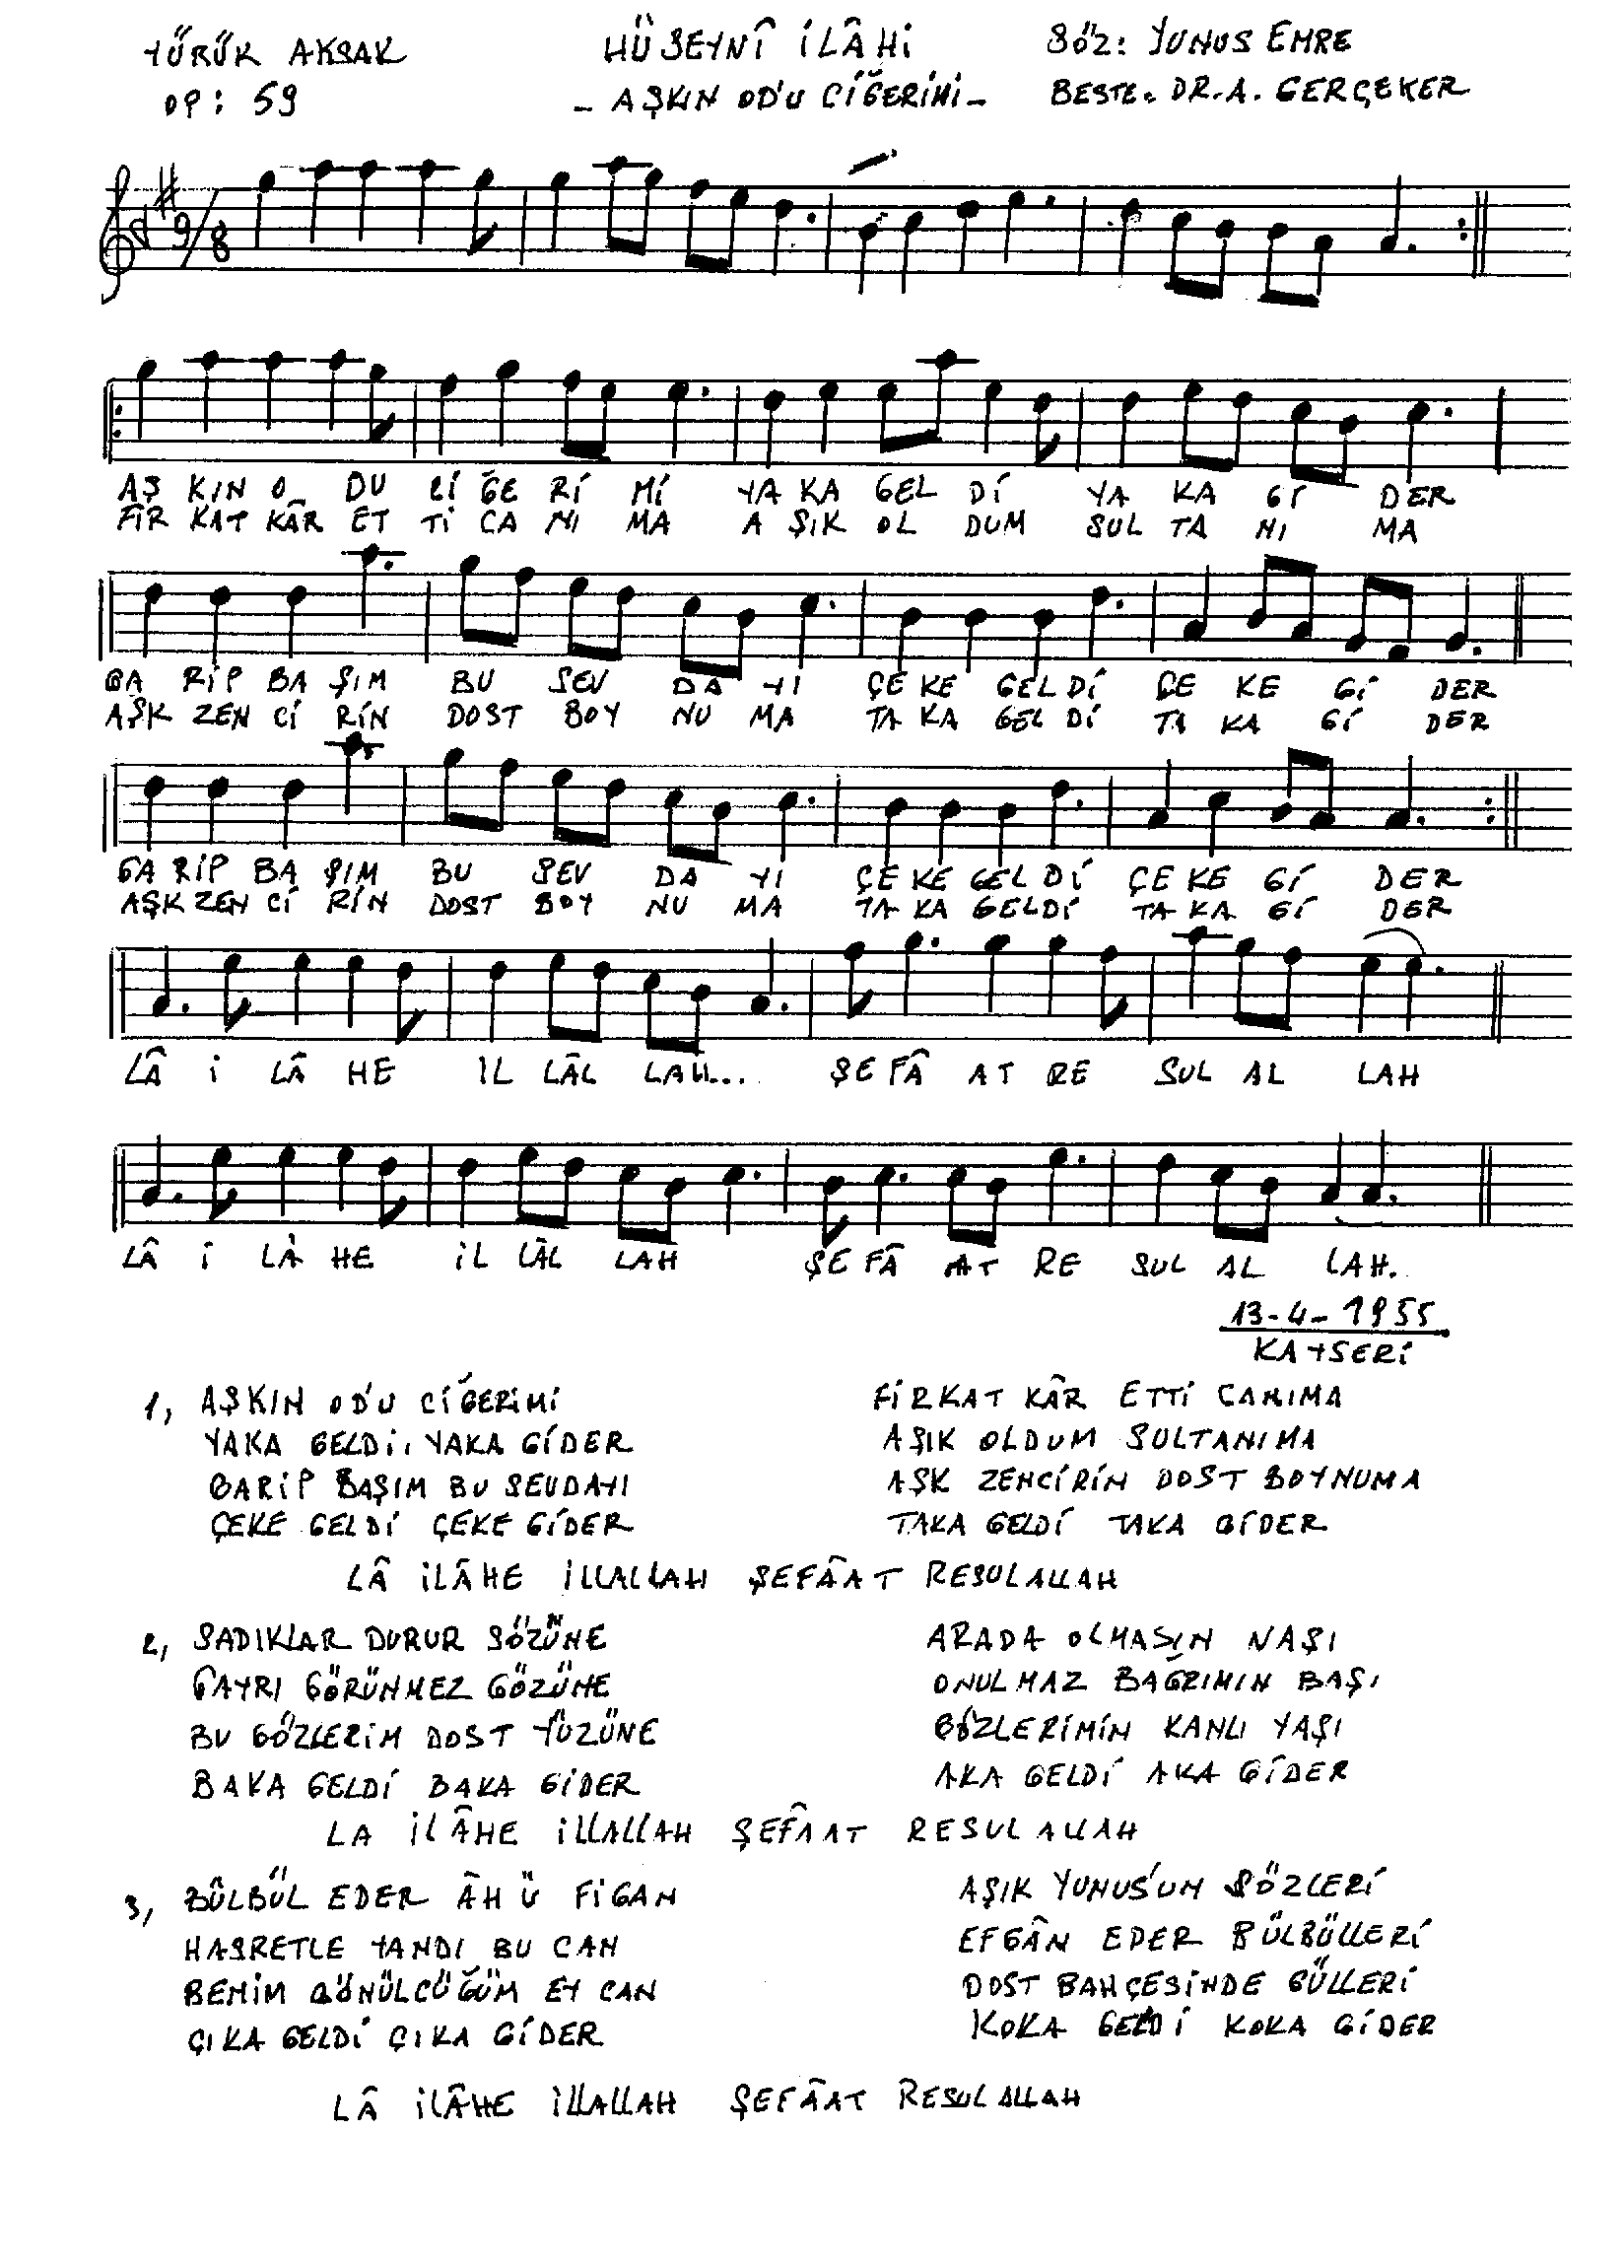 YÜRÜK AKSAK HÜSEYNÎ İLÂHİ SÖZ: YUNUS EMRE
OP: 59 - AŞKIN OD'U CİĞERİMİ - BESTE: DR. A. GERÇEKER
9/8
AŞ KIN O DU Cİ ĞE Rİ Mİ YA KA GEL Dİ YA KA Gİ DER
FİR KAT KÂR ET Tİ CA NI MA A ŞIK OL DUM SUL TA NI MA
GA RİP BA ŞIM BU SEV DA YI ÇE KE GEL Dİ ÇE KE Gİ DER
AŞK ZEN Cİ RİN DOST BOY NU MA TA KA GEL Dİ TA KA Gİ DER
GA RİP BA ŞIM BU SEV DA YI ÇE KE GEL Dİ ÇE KE Gİ DER
AŞK ZEN Cİ RİN DOST BOY NU MA TA KA GEL Dİ TA KA Gİ DER
LÂ İ LÂ HE İL LÂL LAH... ŞE FÂ AT RE SUL AL LAH
LÂ İ LÂ HE İL LÂL LAH ŞE FÂ AT RE SUL AL LAH.
13-4-1955
KAYSERİ
1, AŞKIN OD'U CİĞERİMİ
YAKA GELDİ, YAKA GİDER
GARİP BAŞIM BU SEVDAYI
ÇEKE GELDİ ÇEKE GİDER
FİRKAT KÂR ETTİ CANIMA
AŞIK OLDUM SULTANIMA
AŞK ZENCİRİN DOST BOYNUMA
TAKA GELDİ TAKA GİDER
LÂ İLÂHE İLLALLAH ŞEFÂAT RESULALLAH
2, SADIKLAR DURUR SÖZÜNE
GAYRI GÖRÜNMEZ GÖZÜNE
BU GÖZLERİM DOST YÜZÜNE
BAKA GELDİ BAKA GİDER
ARADA OLMASIN NAŞI
ONULMAZ BAĞRIMIN BAŞI
GÖZLERİMİN KANLI YAŞI
AKA GELDİ AKA GİDER
LA İLÂHE İLLALLAH ŞEFÂAT RESULALLAH
3, BÜLBÜL EDER ÂH Ü FİGAN
HASRETLE YANDI BU CAN
BENİM GÖNÜLCÜĞÜM EY CAN
ÇIKA GELDİ ÇIKA GİDER
AŞIK YUNUS'UN SÖZLERİ
EFGÂN EDER BÜLBÜLLERİ
DOST BAHÇESİNDE GÜLLERİ
KOKA GELDİ KOKA GİDER
LÂ İLÂHE İLLALLAH ŞEFÂAT RESULALLAH